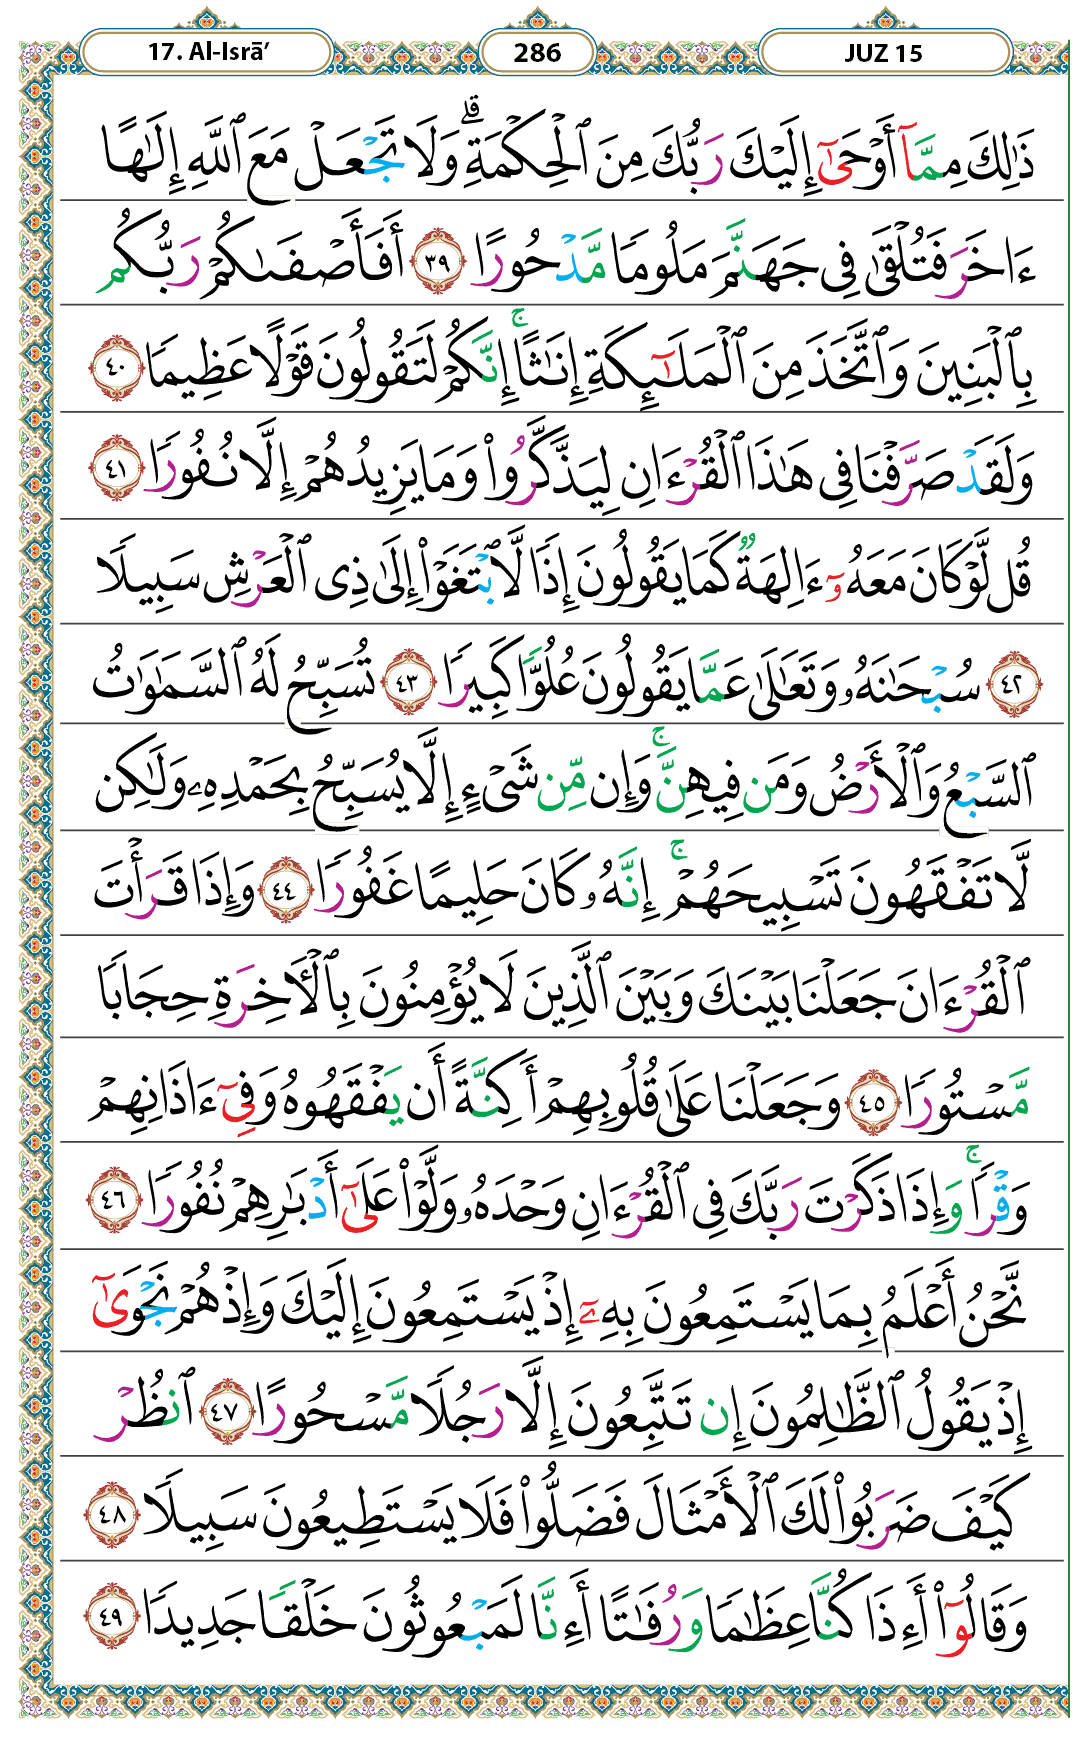 17. Al-Isrā’
286
JUZ 15
ذَٰلِكَ مِمَّآ أَوْحَىٰٓ إِلَيْكَ رَبُّكَ مِنَ ٱلْحِكْمَةِ ۗ وَلَا تَجْعَلْ مَعَ ٱللَّهِ إِلَٰهًا
ءَاخَرَ فَتُلْقَىٰ فِى جَهَنَّمَ مَلُومًا مَّدْحُورًا ٣٩ أَفَأَصْفَىٰكُمْ رَبُّكُم
بِٱلْبَنِينَ وَٱتَّخَذَ مِنَ ٱلْمَلَٰٓئِكَةِ إِنَٰثًا ۚ إِنَّكُمْ لَتَقُولُونَ قَوْلًا عَظِيمًا ٤٠
وَلَقَدْ صَرَّفْنَا فِى هَٰذَا ٱلْقُرْءَانِ لِيَذَّكَّرُوا۟ وَمَا يَزِيدُهُمْ إِلَّا نُفُورًا ٤١
قُل لَّوْ كَانَ مَعَهُۥٓ ءَالِهَةٌ كَمَا يَقُولُونَ إِذًا لَّٱبْتَغَوْا۟ إِلَىٰ ذِى ٱلْعَرْشِ سَبِيلًا
٤٢ سُبْحَٰنَهُۥ وَتَعَٰلَىٰ عَمَّا يَقُولُونَ عُلُوًّا كَبِيرًا ٤٣ تُسَبِّحُ لَهُ ٱلسَّمَٰوَٰتُ
ٱلسَّبْعُ وَٱلْأَرْضُ وَمَن فِيهِنَّ ۚ وَإِن مِّن شَىْءٍ إِلَّا يُسَبِّحُ بِحَمْدِهِۦ وَلَٰكِن
لَّا تَفْقَهُونَ تَسْبِيحَهُمْ ۗ إِنَّهُۥ كَانَ حَلِيمًا غَفُورًا ٤٤ وَإِذَا قَرَأْتَ
ٱلْقُرْءَانَ جَعَلْنَا بَيْنَكَ وَبَيْنَ ٱلَّذِينَ لَا يُؤْمِنُونَ بِٱلْءَاخِرَةِ حِجَابًا
مَّسْتُورًا ٤٥ وَجَعَلْنَا عَلَىٰ قُلُوبِهِمْ أَكِنَّةً أَن يَفْقَهُوهُ وَفِىٓ ءَاذَانِهِمْ
وَقْرًا ۚ وَإِذَا ذَكَرْتَ رَبَّكَ فِى ٱلْقُرْءَانِ وَحْدَهُۥ وَلَّوْا۟ عَلَىٰٓ أَدْبَٰرِهِمْ نُفُورًا ٤٦
نَّحْنُ أَعْلَمُ بِمَا يَسْتَمِعُونَ بِهِۦٓ إِذْ يَسْتَمِعُونَ إِلَيْكَ وَإِذْ هُمْ نَجْوَىٰٓ
إِذْ يَقُولُ ٱلظَّٰلِمُونَ إِن تَتَّبِعُونَ إِلَّا رَجُلًا مَّسْحُورًا ٤٧ ٱنظُرْ
كَيْفَ ضَرَبُوا۟ لَكَ ٱلْأَمْثَالَ فَضَلُّوا۟ فَلَا يَسْتَطِيعُونَ سَبِيلًا ٤٨
وَقَالُوٓا۟ أَءِذَا كُنَّا عِظَٰمًا وَرُفَٰتًا أَءِنَّا لَمَبْعُوثُونَ خَلْقًا جَدِيدًا ٤٩